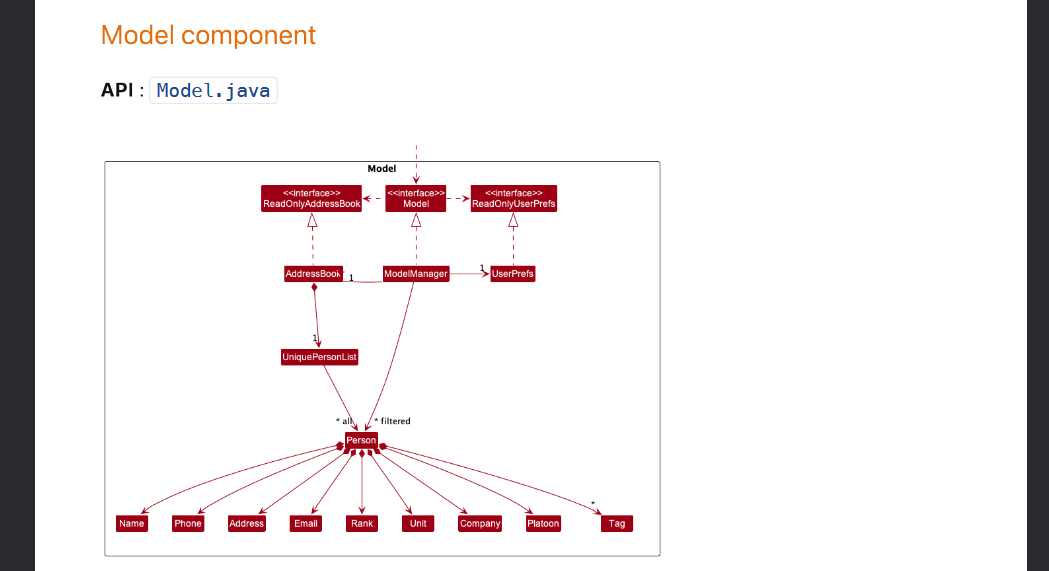 Model component
API : Model.java
Model
<<interface>>
ReadOnlyAddressBook
<<interface>>
Model
<<interface>>
ReadOnlyUserPrefs
AddressBook
1
ModelManager
1
UserPrefs
1
UniquePersonList
* all
* filtered
Person
*
Name
Phone
Address
Email
Rank
Unit
Company
Platoon
Tag